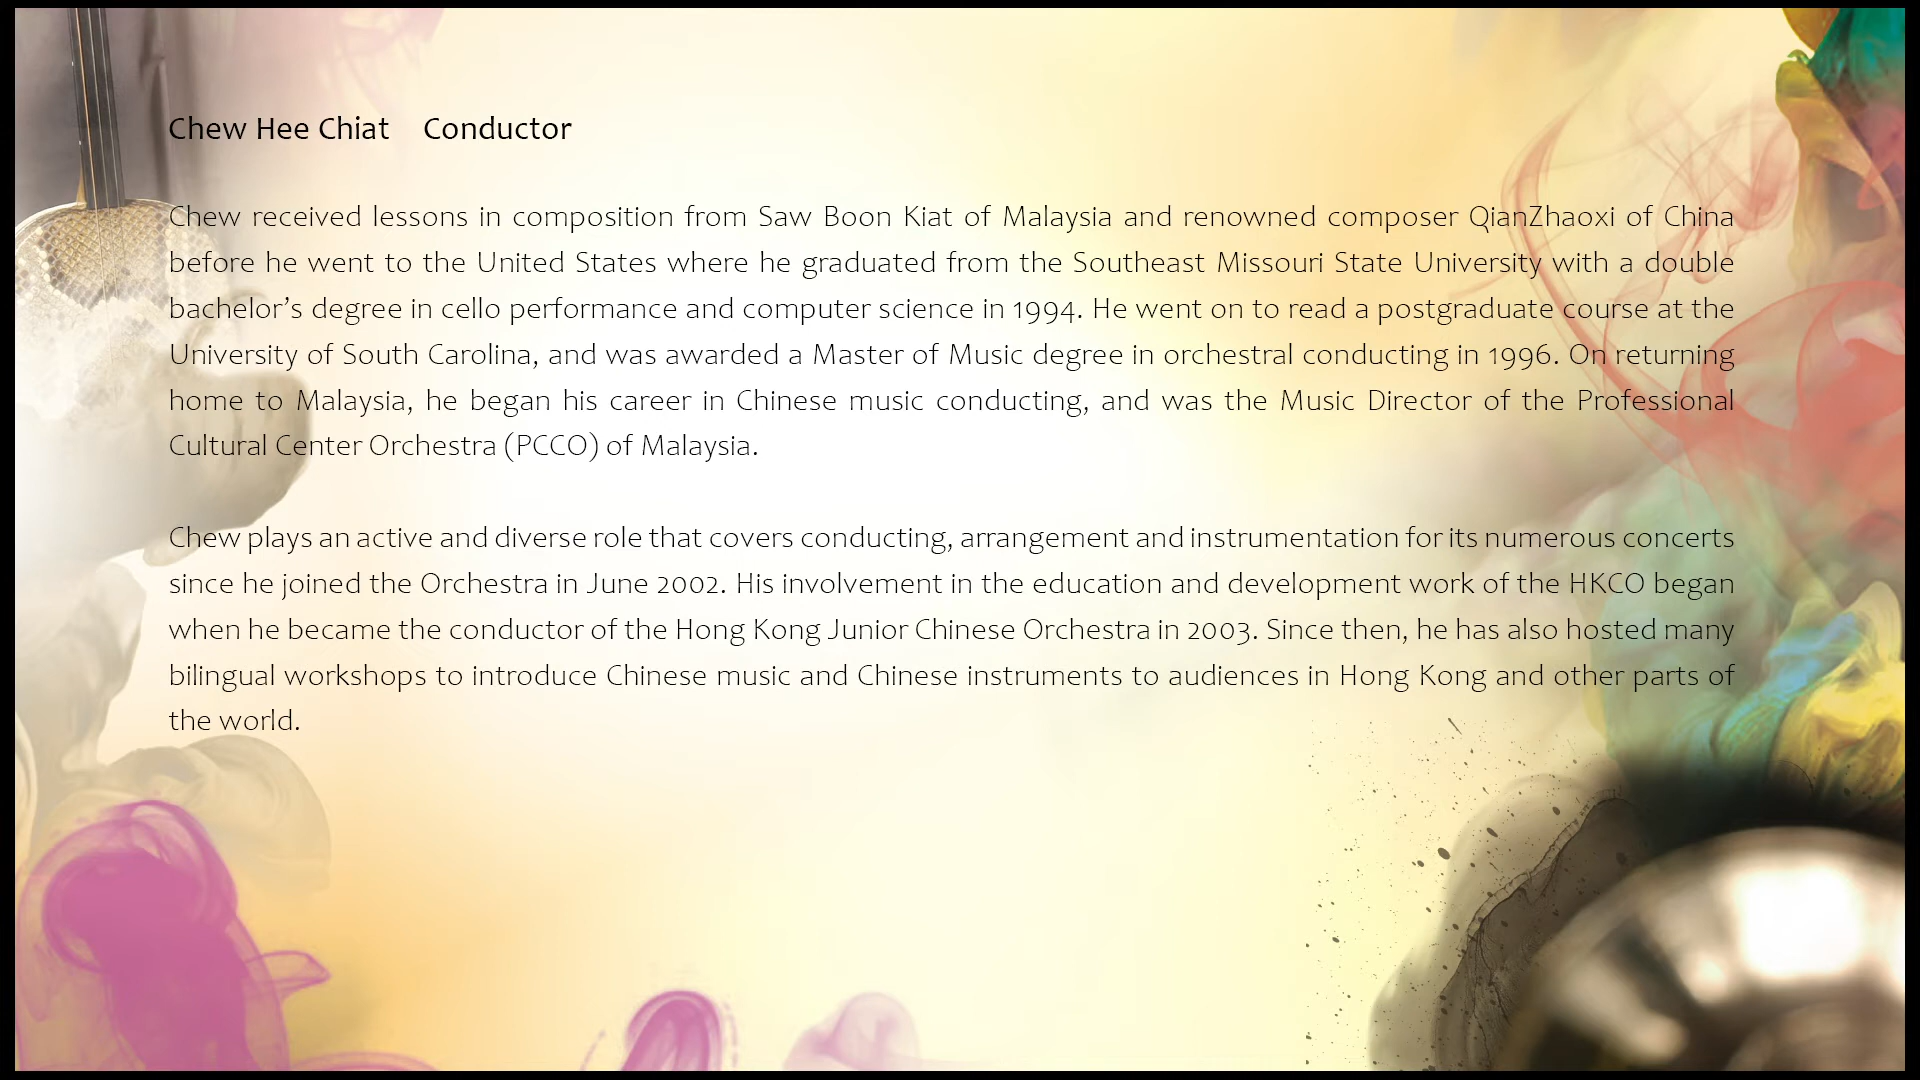 Chew Hee Chiat Conductor
Chew received lessons in composition from Saw Boon Kiat of Malaysia and renowned composer QianZhaoxi of China
before he went to the United States where he graduated from the Southeast Missouri State University with a double
bachelor’s degree in cello performance and computer science in 1994. He went on to read a postgraduate course at the
University of South Carolina, and was awarded a Master of Music degree in orchestral conducting in 1996. On returning
home to Malaysia, he began his career in Chinese music conducting, and was the Music Director of the Professional
Cultural Center Orchestra (PCCO) of Malaysia.
Chew plays an active and diverse role that covers conducting, arrangement and instrumentation for its numerous concerts
since he joined the Orchestra in June 2002. His involvement in the education and development work of the HKCO began
when he became the conductor of the Hong Kong Junior Chinese Orchestra in 2003. Since then, he has also hosted many
bilingual workshops to introduce Chinese music and Chinese instruments to audiences in Hong Kong and other parts of
the world.